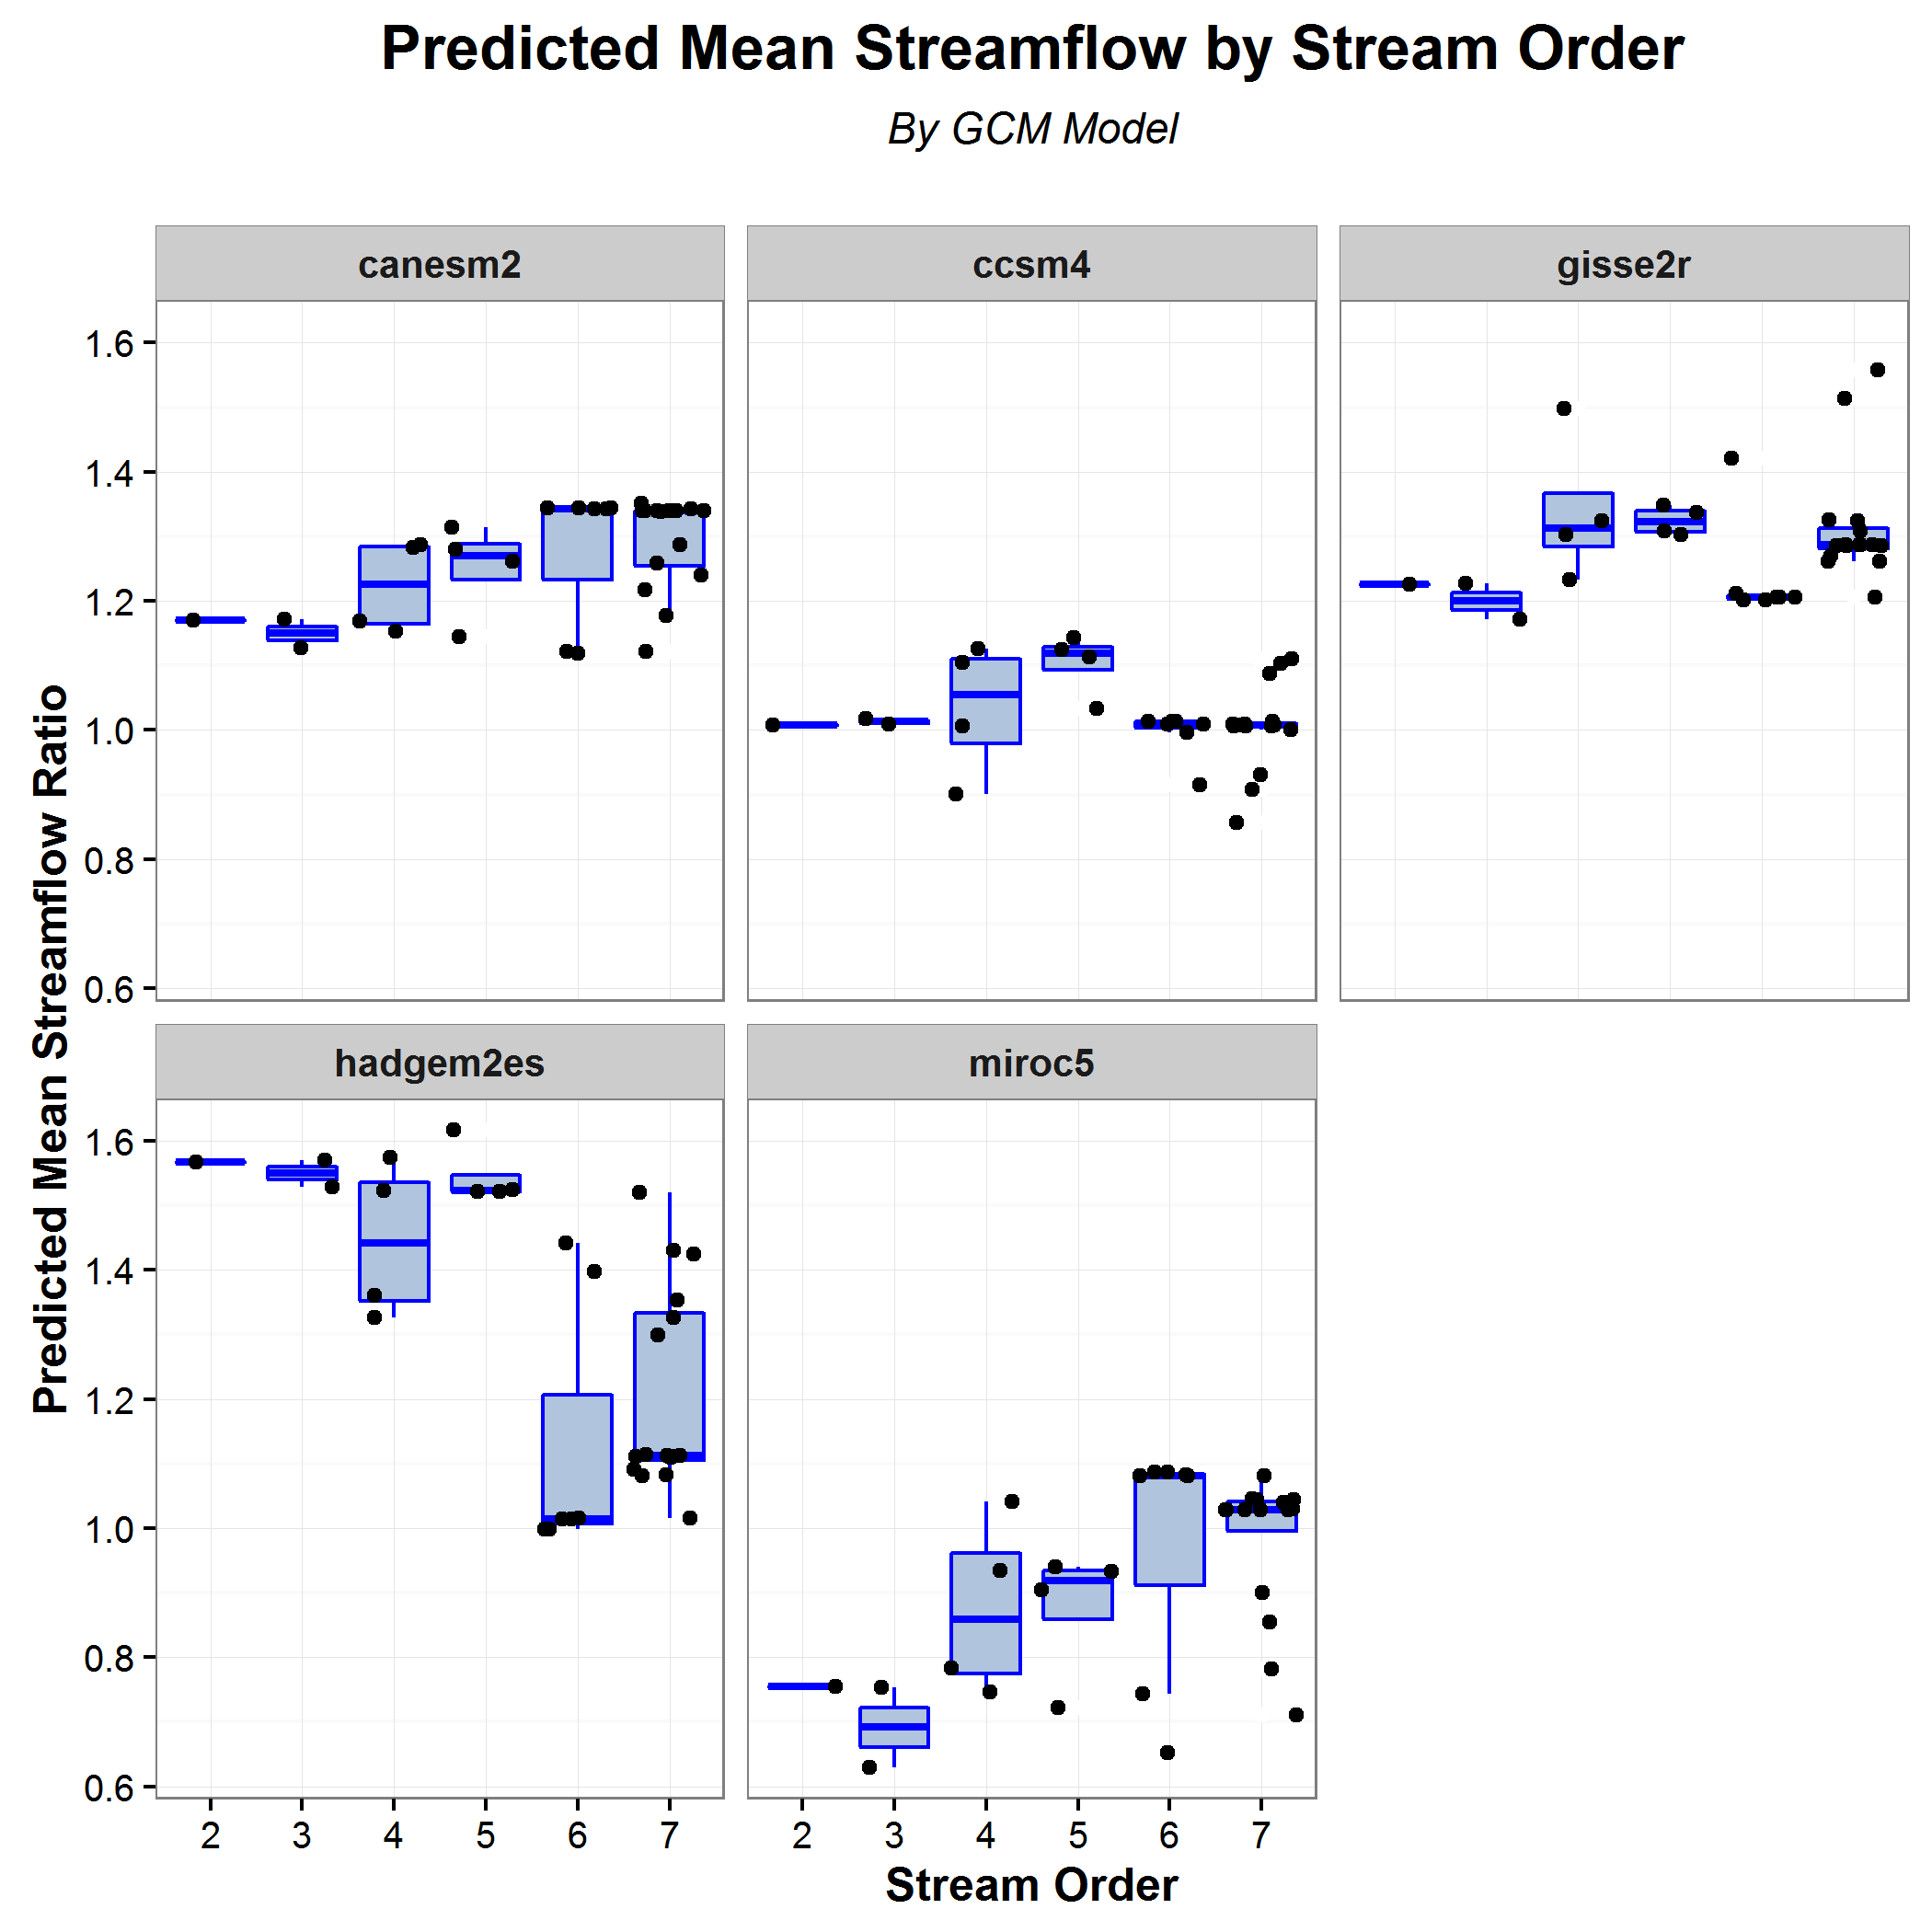 Predicted Mean Streamflow by Stream Order
By GCM Model
canesm2
ccsm4
gisse2r
1.6
1.4
1.2
1.0
0.8
0.6
Predicted Mean Streamflow Ratio
hadgem2es
miroc5
1.6
1.4
1.2
1.0
0.8
0.6
2 3 4 5 6 7
2 3 4 5 6 7
Stream Order